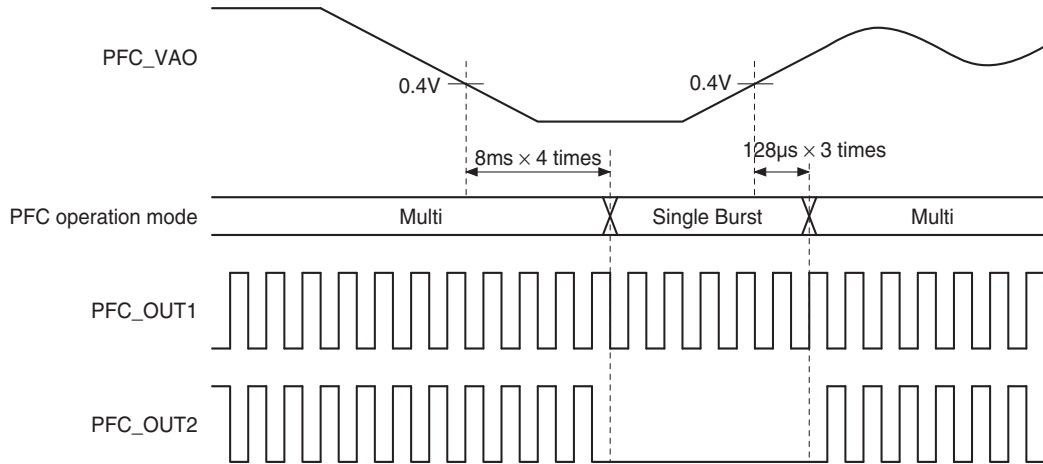 PFC_VAO
0.4V
0.4V
8ms × 4 times
128µs × 3 times
PFC operation mode
Multi
Single Burst
Multi
PFC_OUT1
PFC_OUT2